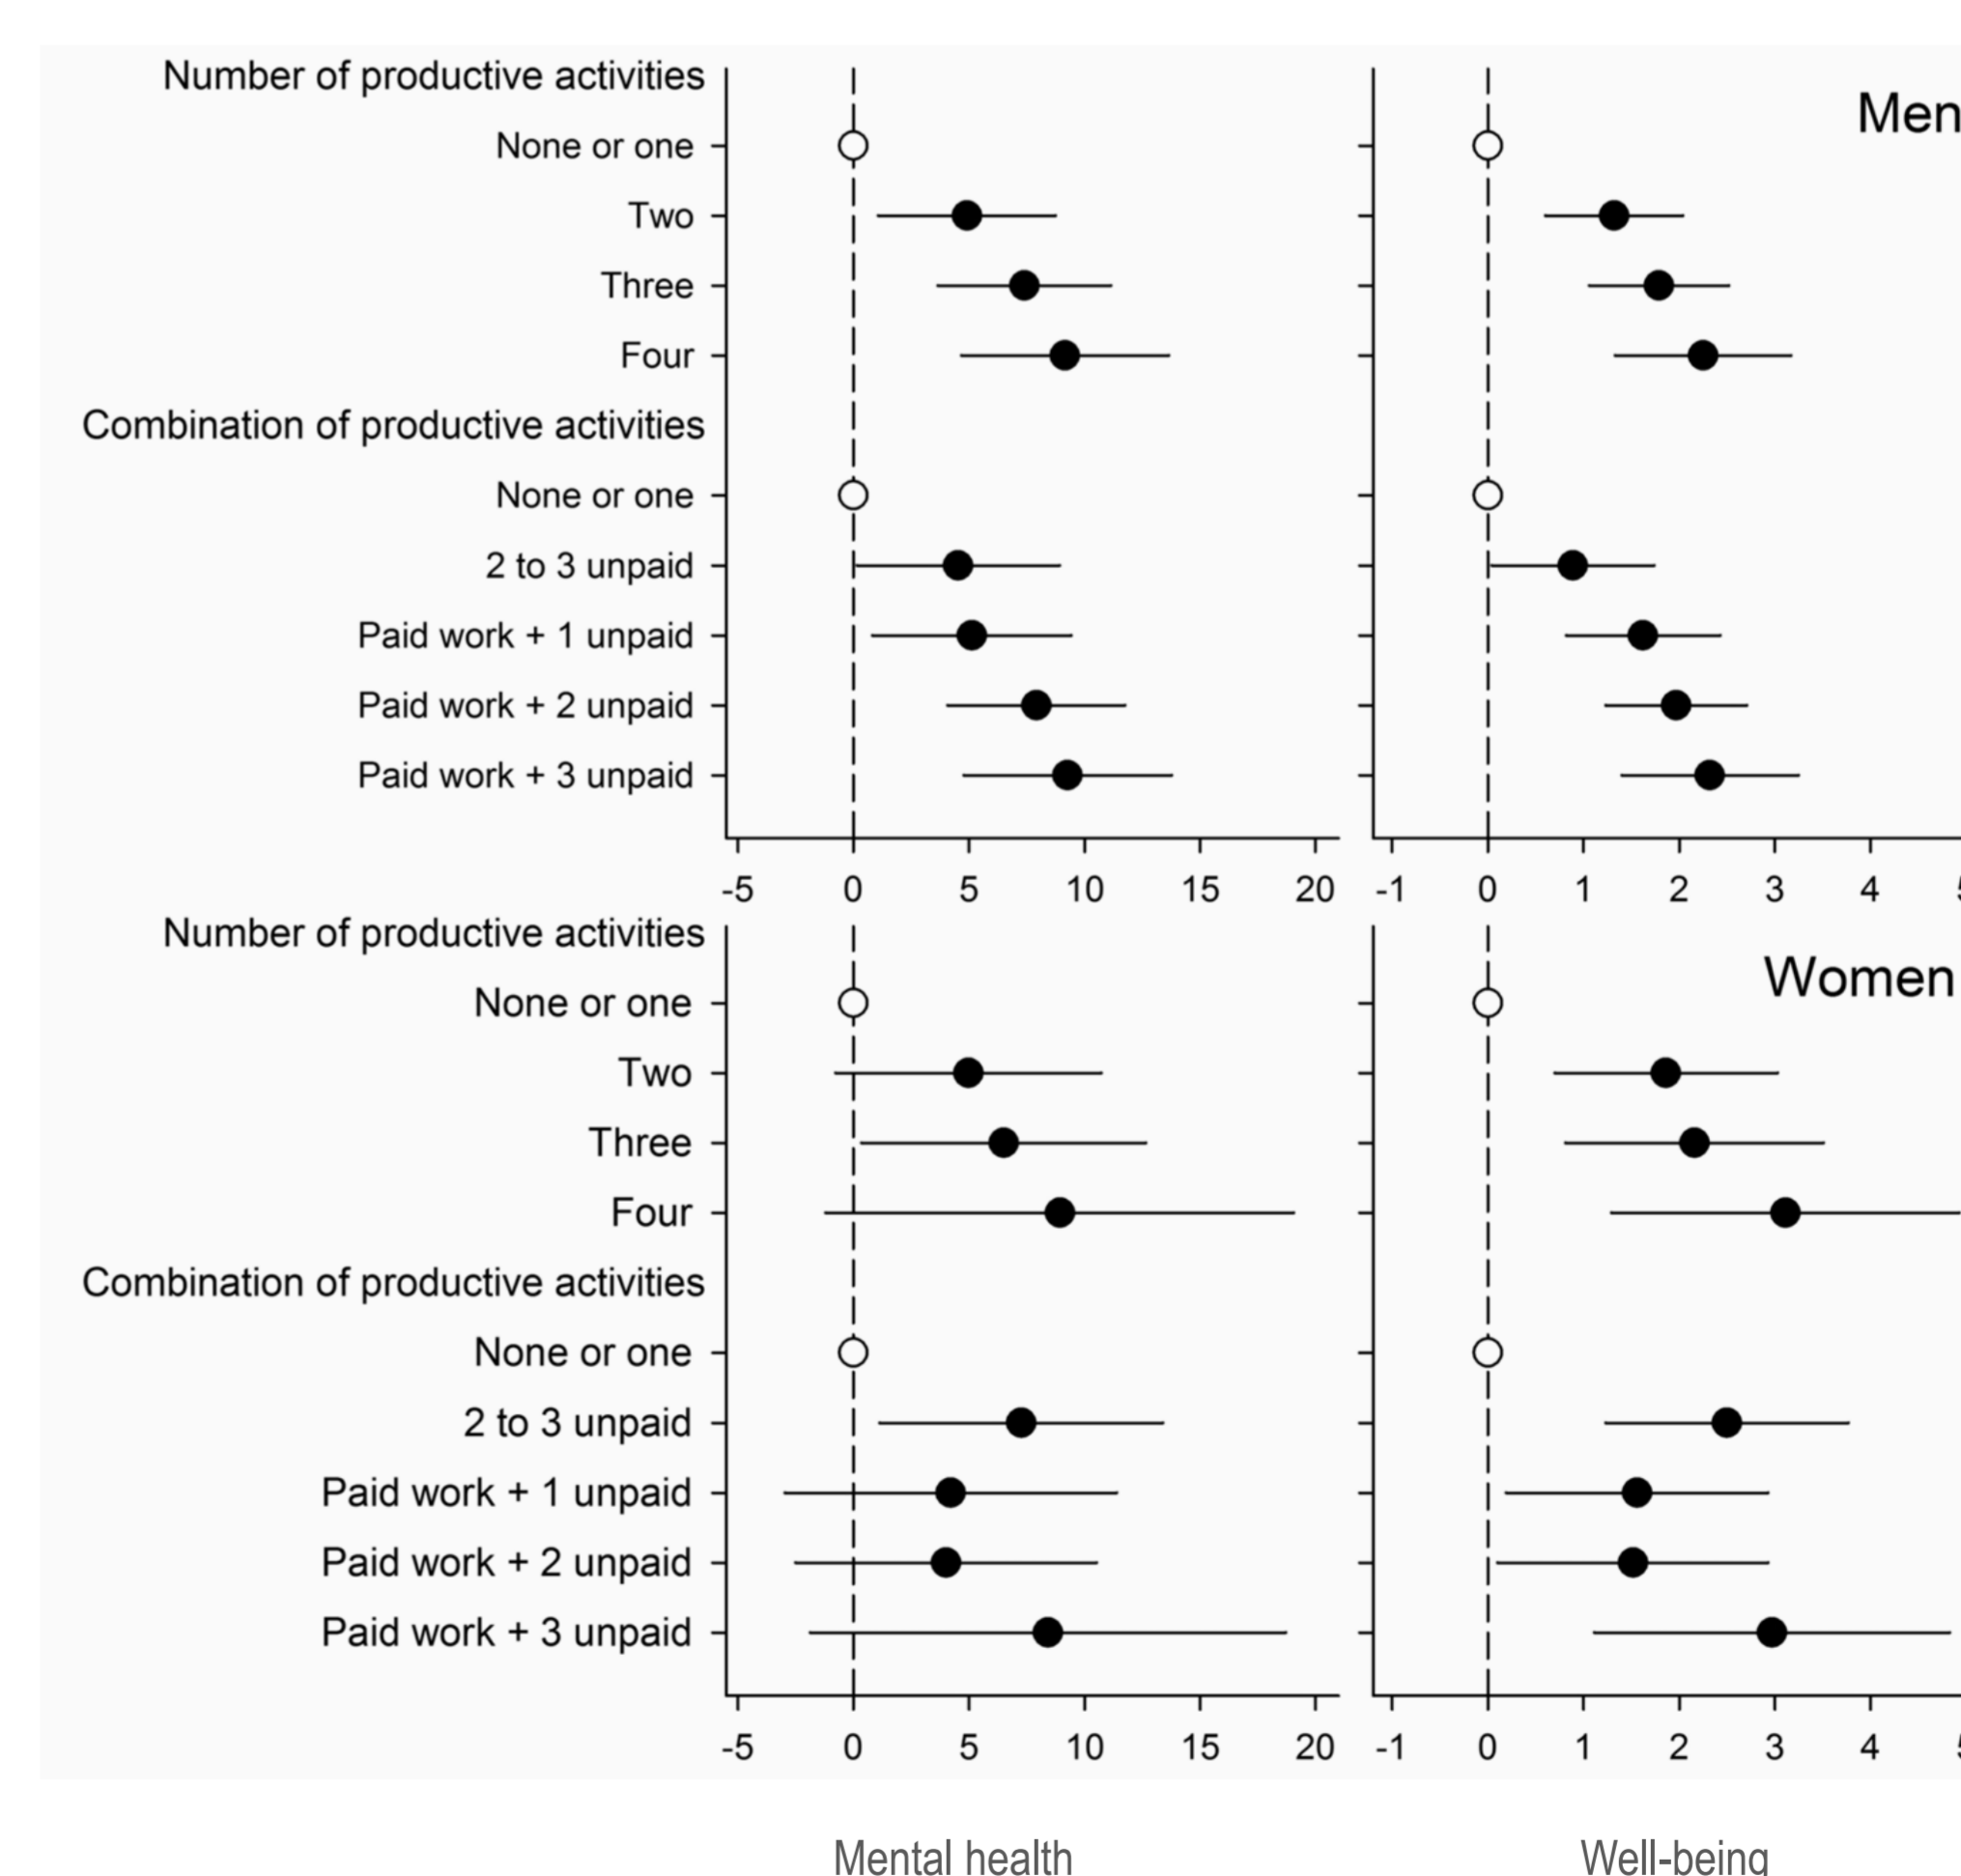 Number of productive activities
Men
None or one
Two
Three
Four
Combination of productive activities
None or one
2 to 3 unpaid
Paid work + 1 unpaid
Paid work + 2 unpaid
Paid work + 3 unpaid
-5 0 5 10 15 20 -1 0 1 2 3 4
Number of productive activities
Women
None or one
Two
Three
Four
Combination of productive activities
None or one
2 to 3 unpaid
Paid work + 1 unpaid
Paid work + 2 unpaid
Paid work + 3 unpaid
-5 0 5 10 15 20 -1 0 1 2 3 4
Mental health Well-being